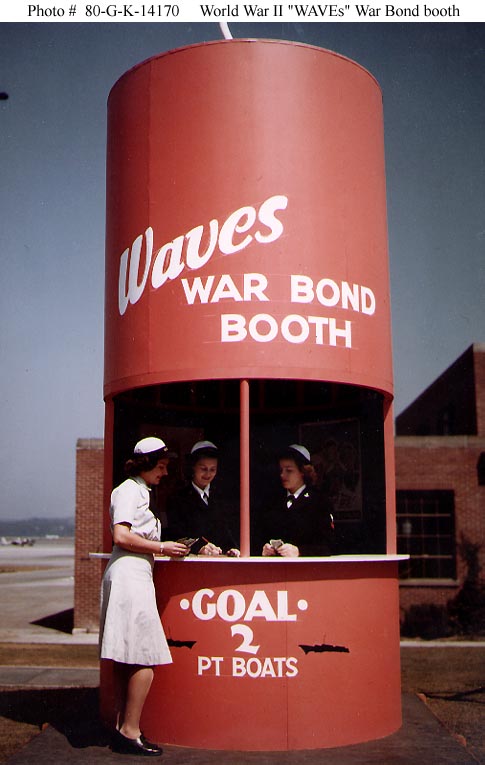 Photo # 80-G-K-14170 World War II "WAVEs" War Bond booth
Waves
WAR BOND
BOOTH
•GOAL•
2
PT BOATS